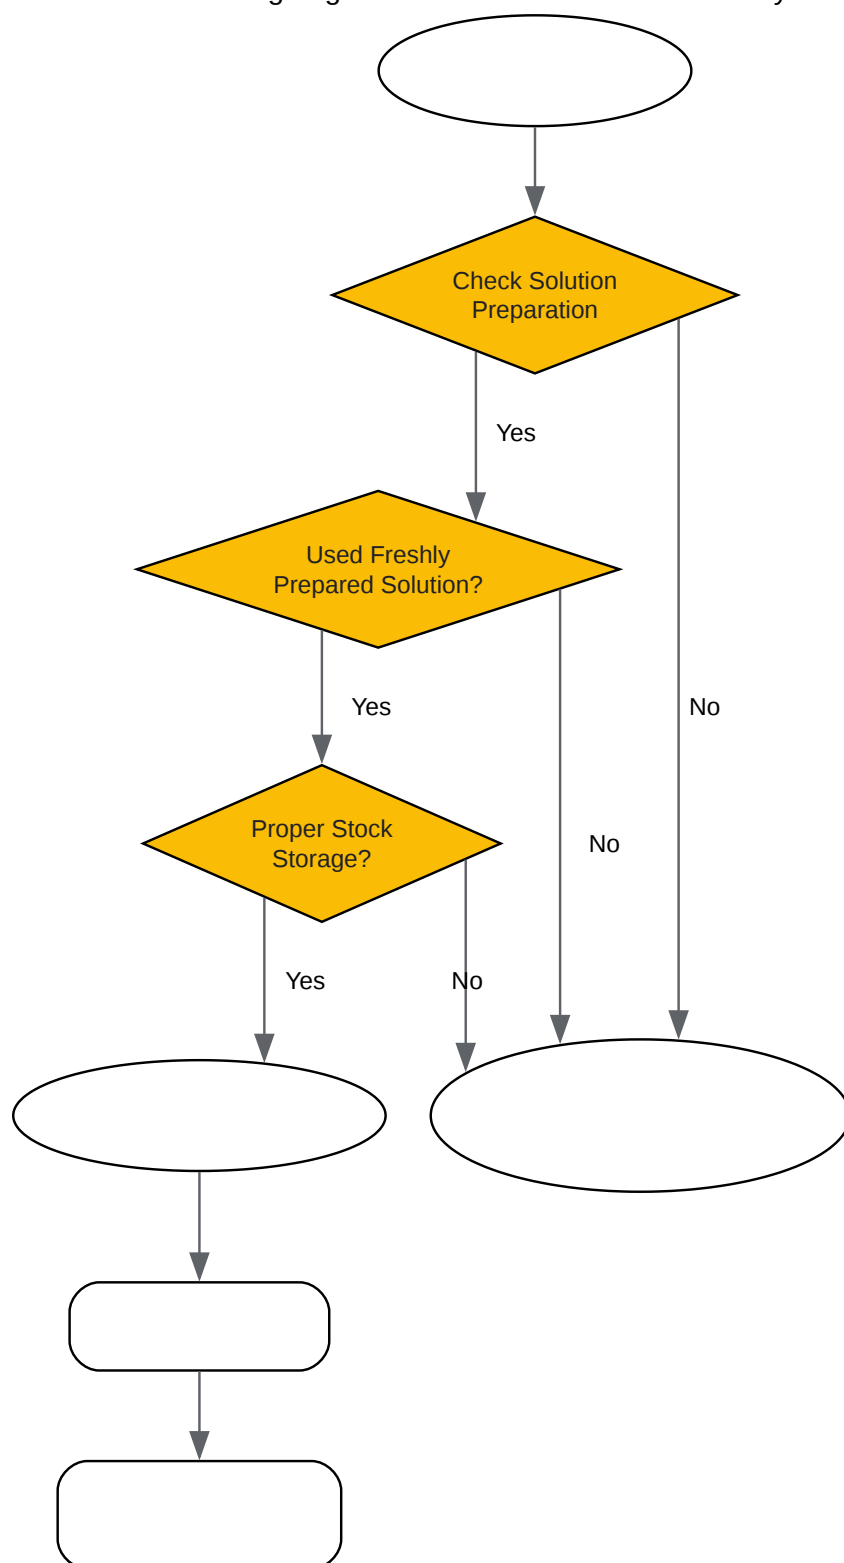 Check Solution
Preparation
Yes
Used Freshly
Prepared Solution?
Yes
No
Proper Stock
Storage?
No
Yes
No